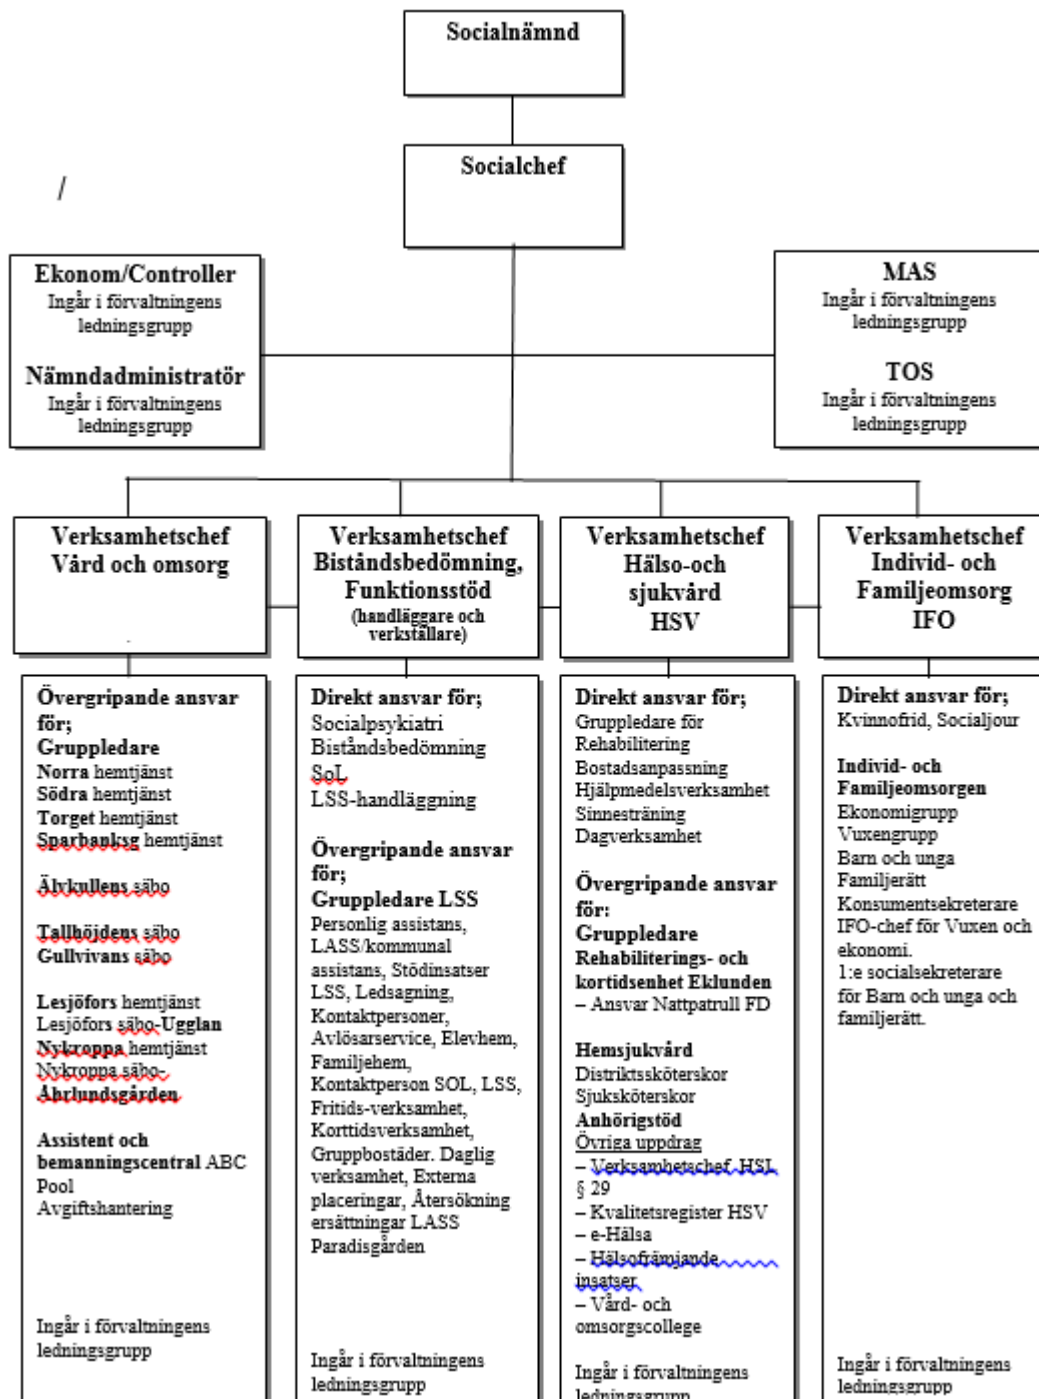 Socialnämnd
Socialchef
/
Ekonom/Controller
Ingår i förvaltningens
ledningsgrupp
Nämndadministratör
Ingår i förvaltningens
ledningsgrupp
MAS
Ingår i förvaltningens
ledningsgrupp
TOS
Ingår i förvaltningens
ledningsgrupp
Verksamhetschef
Vård och omsorg
Verksamhetschef
Biståndsbedömning,
Funktionsstöd
(handläggare och
verkställare)
Verksamhetschef
Hälso-och
sjukvård
HSV
Verksamhetschef
Individ- och
Familjeomsorg
IFO
Övergripande ansvar
för;
Gruppledare
Norra hemtjänst
Södra hemtjänst
Torget hemtjänst
Sparbanksg hemtjänst
Älvkullens säbo
Tallhöjdens säbo
Gullvivans säbo
Lesjöfors hemtjänst
Lesjöfors säbo-Ugglan
Nykroppa hemtjänst
Nykroppa säbo-
Åhrlundsgården
Assistent och
bemanningscentral ABC
Pool
Avgiftshantering
Ingår i förvaltningens
ledningsgrupp
Direkt ansvar för;
Socialpsykiatri
Biståndsbedömning
SoL
LSS-handläggning
Övergripande ansvar
för;
Gruppledare LSS
Personlig assistans,
LASS/kommunal
assistans, Stödinsatser
LSS, Ledsagning,
Kontaktpersoner,
Avlösarservice, Elevhem,
Familjehem,
Kontaktperson SOL, LSS,
Fritids-verksamhet,
Korttidsverksamhet,
Gruppbostäder. Daglig
verksamhet, Externa
placeringar, Återsökning
ersättningar LASS
Paradisgården
Ingår i förvaltningens
ledningsgrupp
Direkt ansvar för;
Gruppledare för
Rehabilitering
Bostadsanpassning
Hjälpmedelsverksamhet
Sinnesträning
Dagverksamhet
Övergripande ansvar
för:
Gruppledare
Rehabiliterings- och
kortidsenhet Eklunden
– Ansvar Nattpatrull FD
Hemsjukvård
Distriktssköterskor
Sjuksköterskor
Anhörigstöd
Övriga uppdrag
– Verksamhetschef HSL
§ 29
– Kvalitetsregister HSV
– e-Hälsa
– Hälsofrämjande
insatser
– Vård- och
omsorgscollege
Ingår i förvaltningens
ledningsgrupp
Direkt ansvar för;
Kvinnofrid, Socialjour
Individ- och
Familjeomsorgen
Ekonomigrupp
Vuxengrupp
Barn och unga
Familjerätt
Konsumentsekreterare
IFO-chef för Vuxen och
ekonomi.
1:e socialsekreterare
för Barn och unga och
familjerätt.
Ingår i förvaltningens
ledningsgrupp